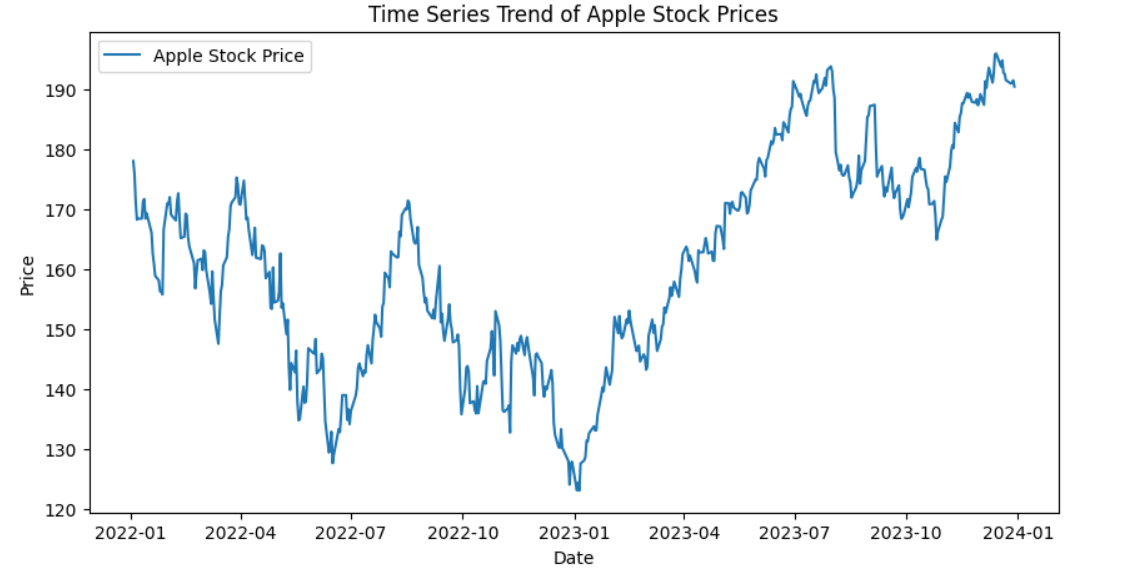 Time Series Trend of Apple Stock Prices
Apple Stock Price
190
180
170
160
150
140
130
120
Price
2022-01 2022-04 2022-07 2022-10 2023-01 2023-04 2023-07 2023-10 2024-01
Date